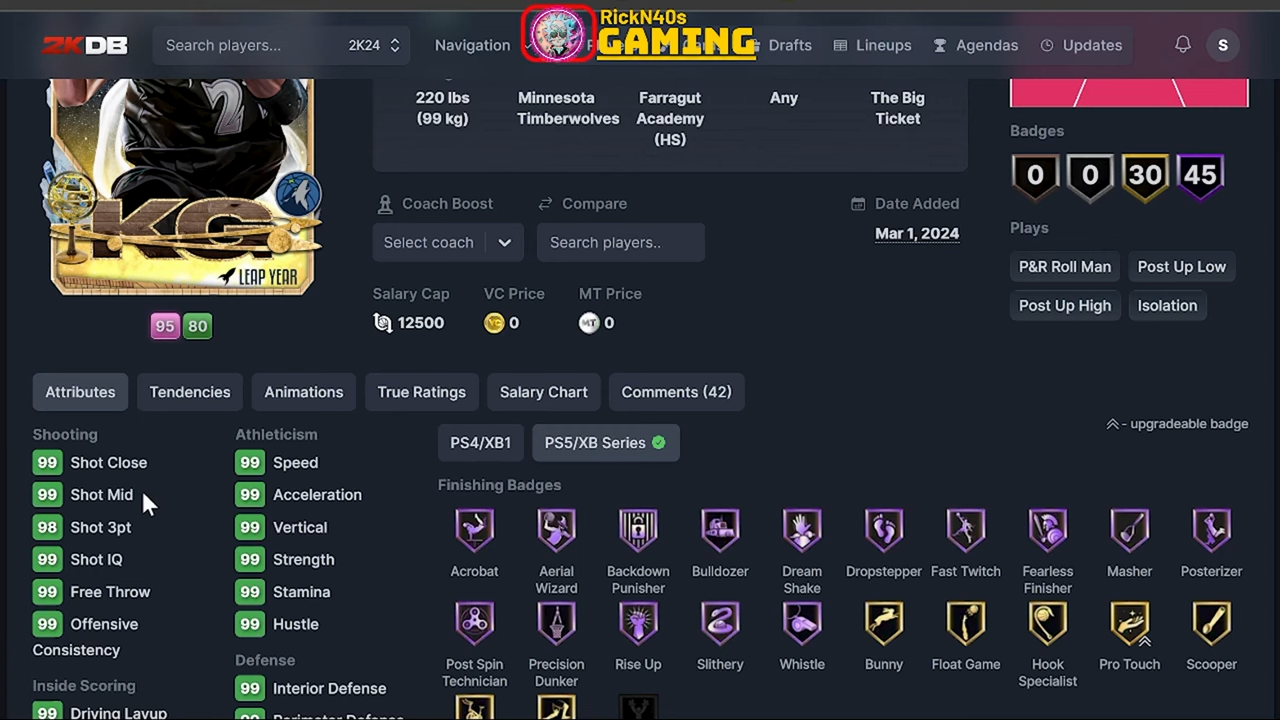 RickN40s
GAMING
2KDB
Search players...
2K24
Navigation
Drafts
Lineups
Agendas
Updates
S
2
KG
LEAP YEAR
95
80
220 lbs
(99 kg)
Minnesota
Timberwolves
Farragut
Academy
(HS)
Any
The Big
Ticket
Coach Boost
Compare
Date Added
Select coach
Search players..
Mar 1, 2024
Salary Cap
VC Price
MT Price
12500
VC 0
MT 0
Badges
0
0
30
45
Plays
P&R Roll Man
Post Up Low
Post Up High
Isolation
Attributes
Tendencies
Animations
True Ratings
Salary Chart
Comments (42)
- upgradeable badge
Shooting
99 Shot Close
99 Shot Mid
98 Shot 3pt
99 Shot IQ
99 Free Throw
99 Offensive
Consistency
Inside Scoring
99 Driving Layup
Athleticism
99 Speed
99 Acceleration
99 Vertical
99 Strength
99 Stamina
99 Hustle
Defense
99 Interior Defense
99 Perimeter Defense
PS4/XB1
PS5/XB Series
Finishing Badges
Acrobat
Aerial
Wizard
Backdown
Punisher
Bulldozer
Dream
Shake
Dropstepper
Fast Twitch
Fearless
Finisher
Masher
Posterizer
Post Spin
Technician
Precision
Dunker
Rise Up
Slithery
Whistle
Bunny
Float Game
Hook
Specialist
Pro Touch
Scooper